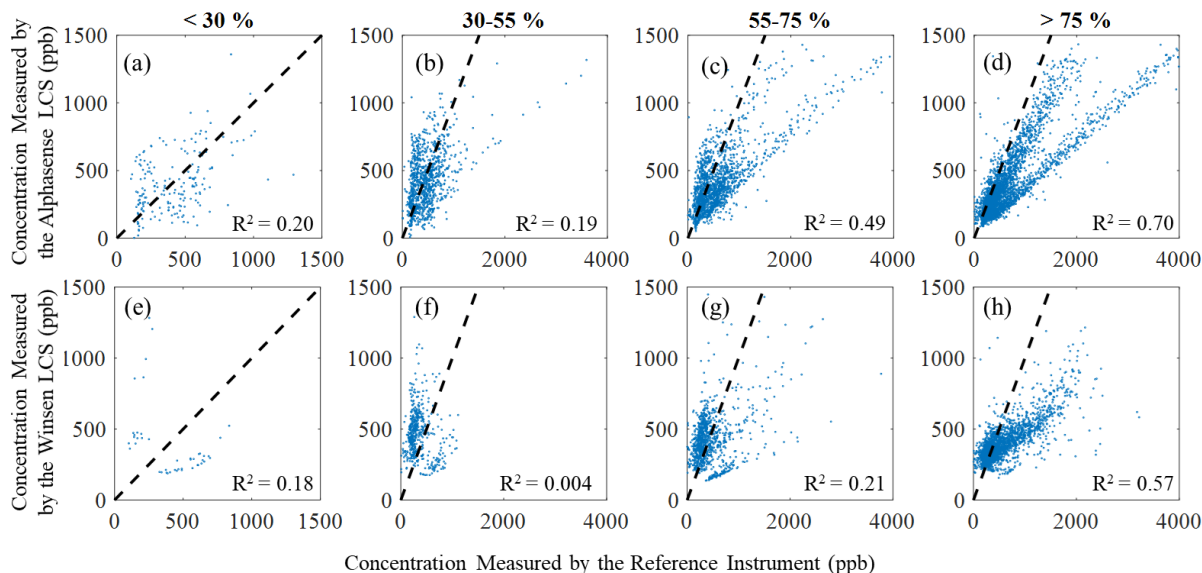 < 30 %
30-55 %
55-75 %
> 75 %
Concentration Measured by
the Alphasense LCS (ppb)
1500
1000
500
0
(a)
R² = 0.20
0 500 1000 1500
(b)
1500
1000
500
0
R² = 0.19
0 2000 4000
(c)
1500
1000
500
0
R² = 0.49
0 2000 4000
(d)
1500
1000
500
0
R² = 0.70
0 2000 4000
Concentration Measured
by the Winsen LCS (ppb)
1500
1000
500
0
(e)
R² = 0.18
0 500 1000 1500
(f)
1500
1000
500
0
R² = 0.004
0 2000 4000
(g)
1500
1000
500
0
R² = 0.21
0 2000 4000
(h)
1500
1000
500
0
R² = 0.57
0 2000 4000
Concentration Measured by the Reference Instrument (ppb)